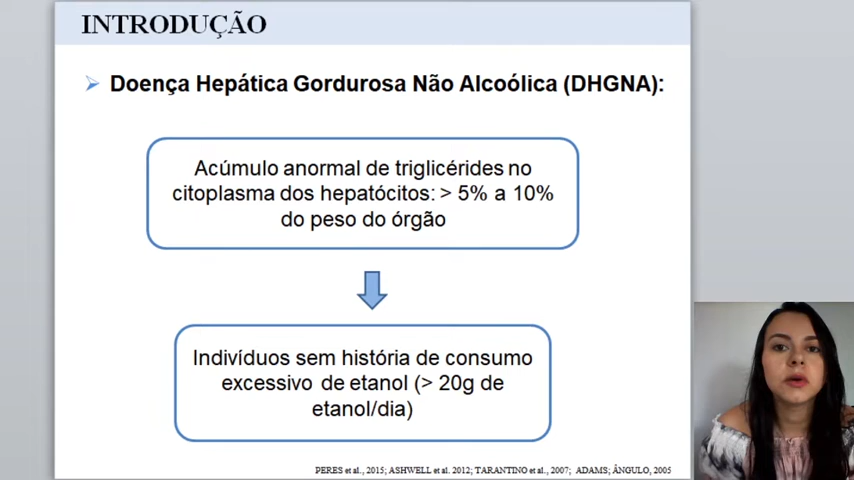 INTRODUÇÃO
Doença Hepática Gordurosa Não Alcoólica (DHGNA):
Acúmulo anormal de triglicérides no
citoplasma dos hepatócitos: > 5% a 10%
do peso do órgão
Indivíduos sem história de consumo
excessivo de etanol (> 20g de
etanol/dia)
PERES et al., 2015; ASHWELL et al. 2012; TARANTINO et al., 2007; ADAMS; ÂNGULO, 2005